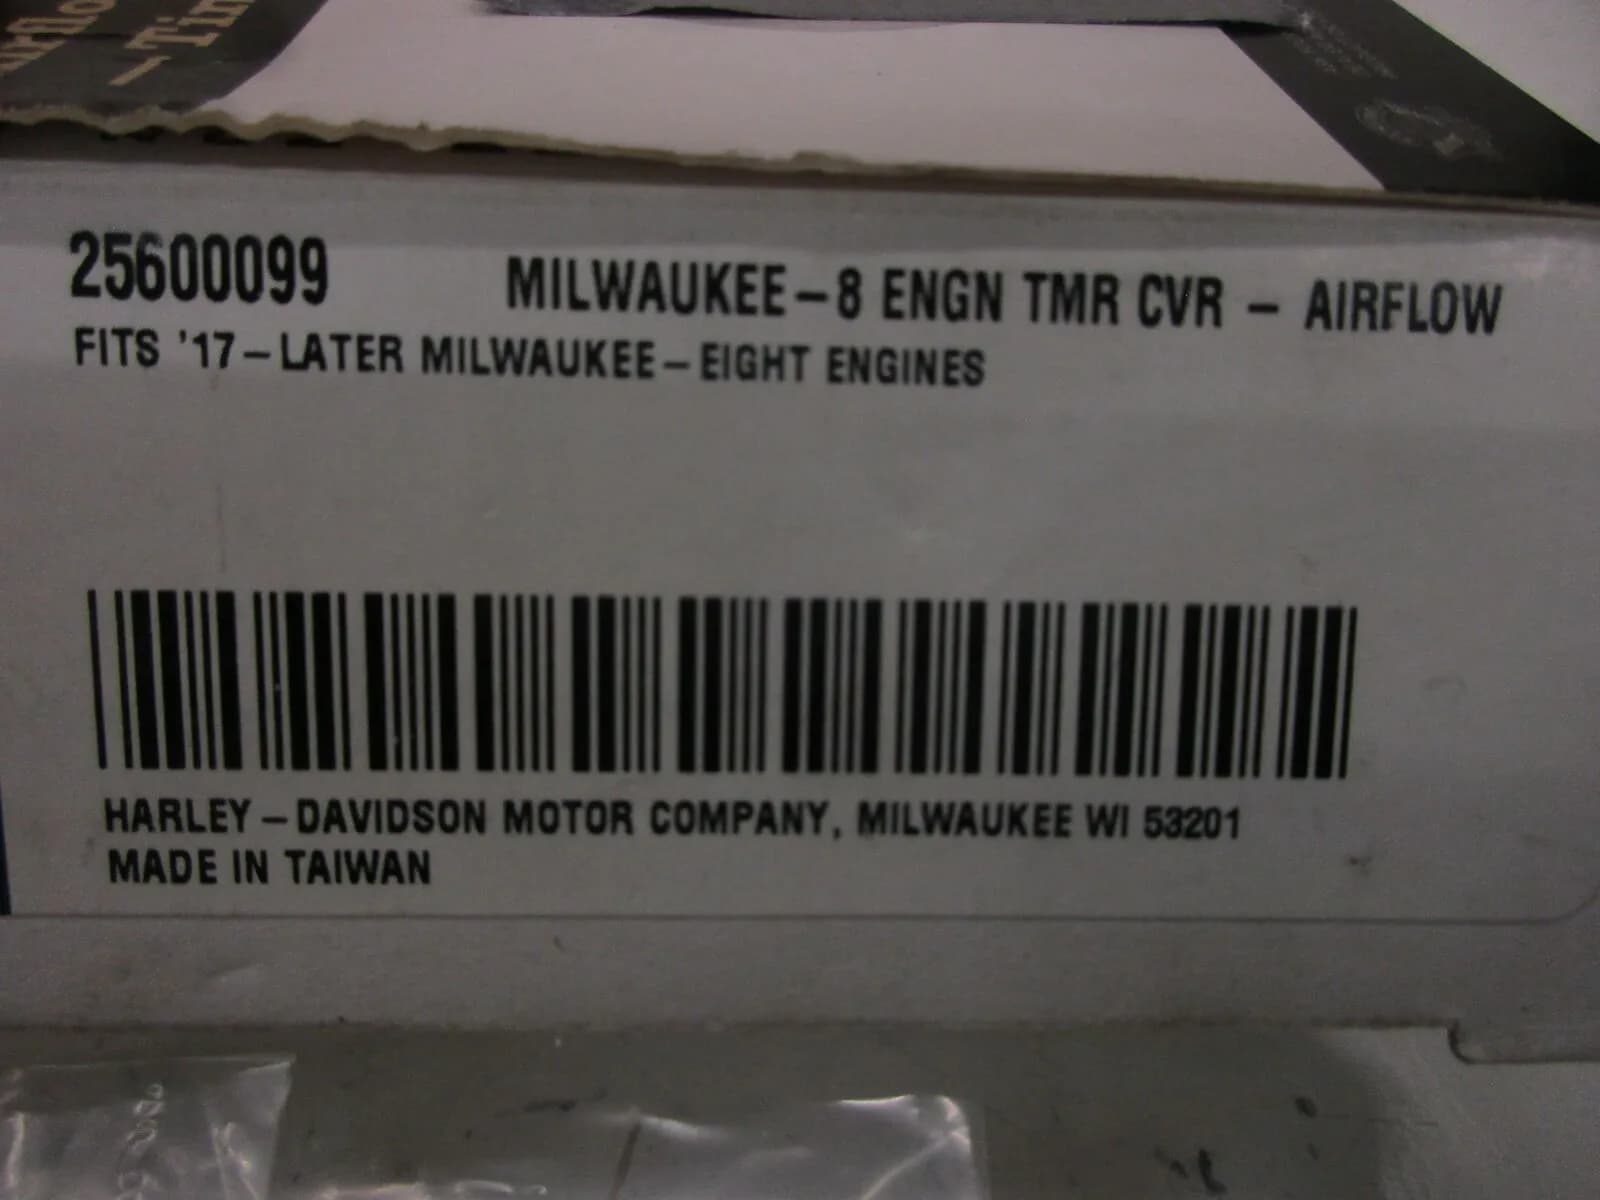 25600099 MILWAUKEE-8 ENGN TMR CVR - AIRFLOW
FITS '17-LATER MILWAUKEE-EIGHT ENGINES
HARLEY-DAVIDSON MOTOR COMPANY, MILWAUKEE WI 53201
MADE IN TAIWAN